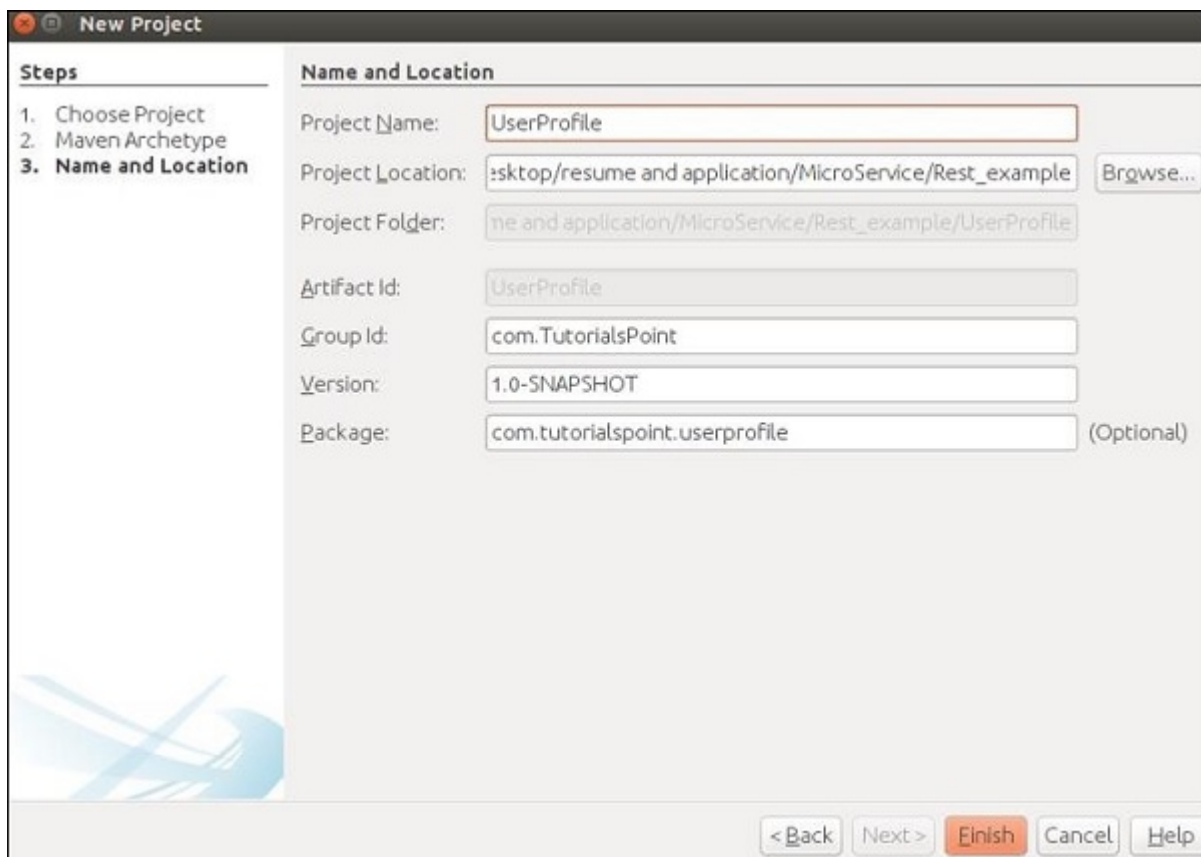 New Project
Steps
1. Choose Project
2. Maven Archetype
3. Name and Location
Name and Location
Project Name: UserProfile
Project Location: esktop/resume and application/MicroService/Rest_example Browse...
Project Folder: ne and application/MicroService/Rest_example/UserProfile
Artifact Id: UserProfile
Group Id: com.TutorialsPoint
Version: 1.0-SNAPSHOT
Package: com.tutorialspoint.userprofile (Optional)
< Back Next > Finish Cancel Help